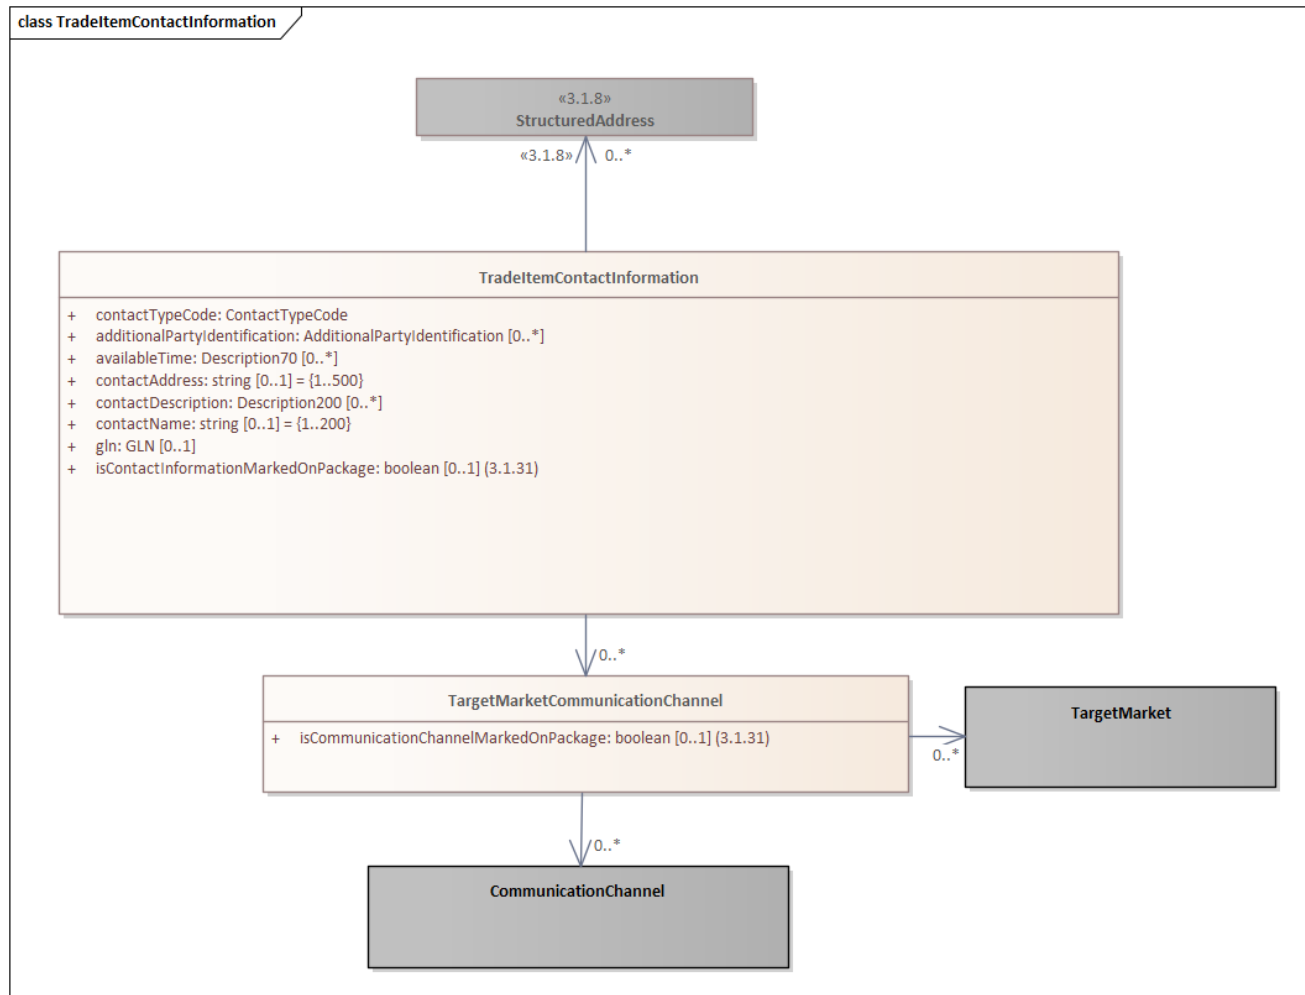 class TradeItemContactInformation
«3.1.8»
StructuredAddress
«3.1.8» 0..*
TradeItemContactInformation
+ contactTypeCode: ContactTypeCode
+ additionalPartyIdentification: AdditionalPartyIdentification [0..*]
+ availableTime: Description70 [0..*]
+ contactAddress: string [0..1] = {1..500}
+ contactDescription: Description200 [0..*]
+ contactName: string [0..1] = {1..200}
+ gln: GLN [0..1]
+ isContactInformationMarkedOnPackage: boolean [0..1] (3.1.31)
0..*
TargetMarketCommunicationChannel
+ isCommunicationChannelMarkedOnPackage: boolean [0..1] (3.1.31)
TargetMarket
0..*
0..*
CommunicationChannel